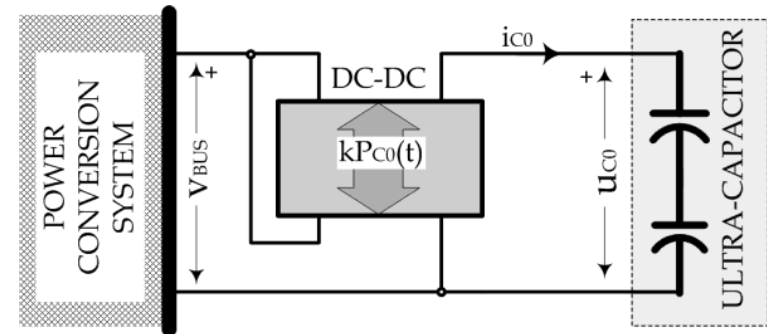 POWER
CONVERSION
SYSTEM
+
vBUS
DC-DC
kPC0(t)
iC0
+
uC0
ULTRA-CAPACITOR